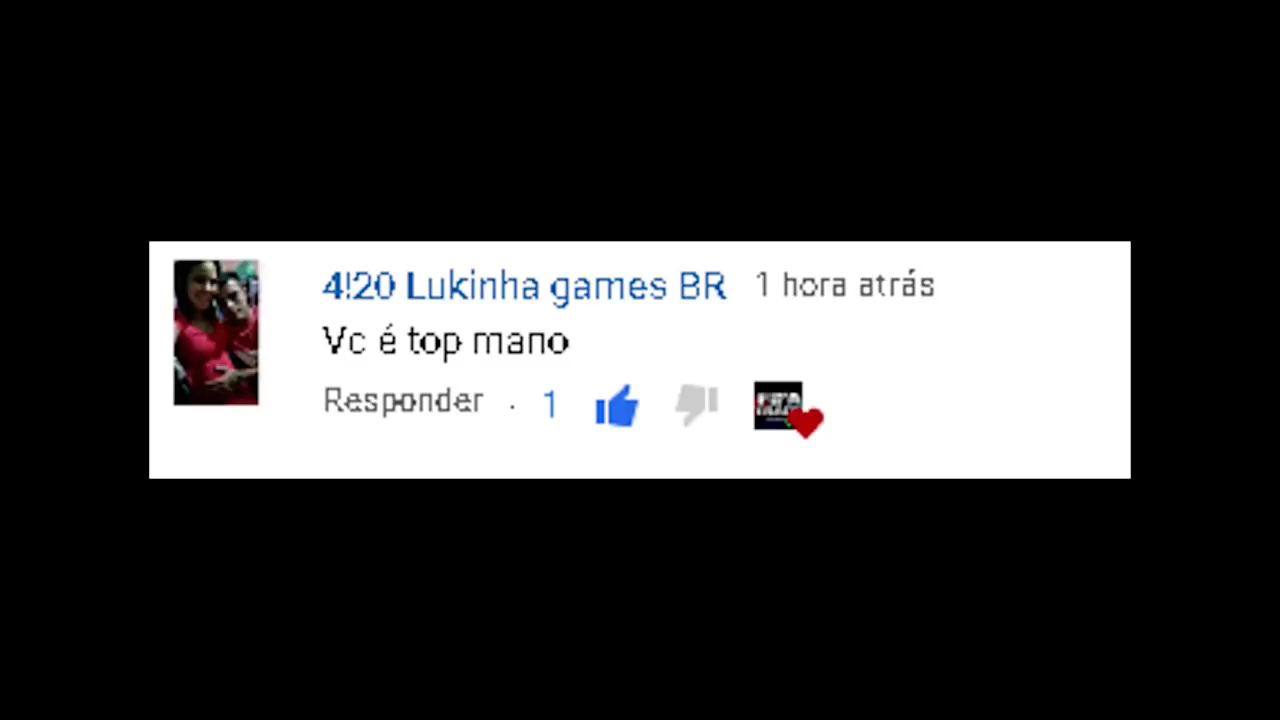 4!20 Lukinha games BR 1 hora atrás
Vc é top mano
Responder · 1